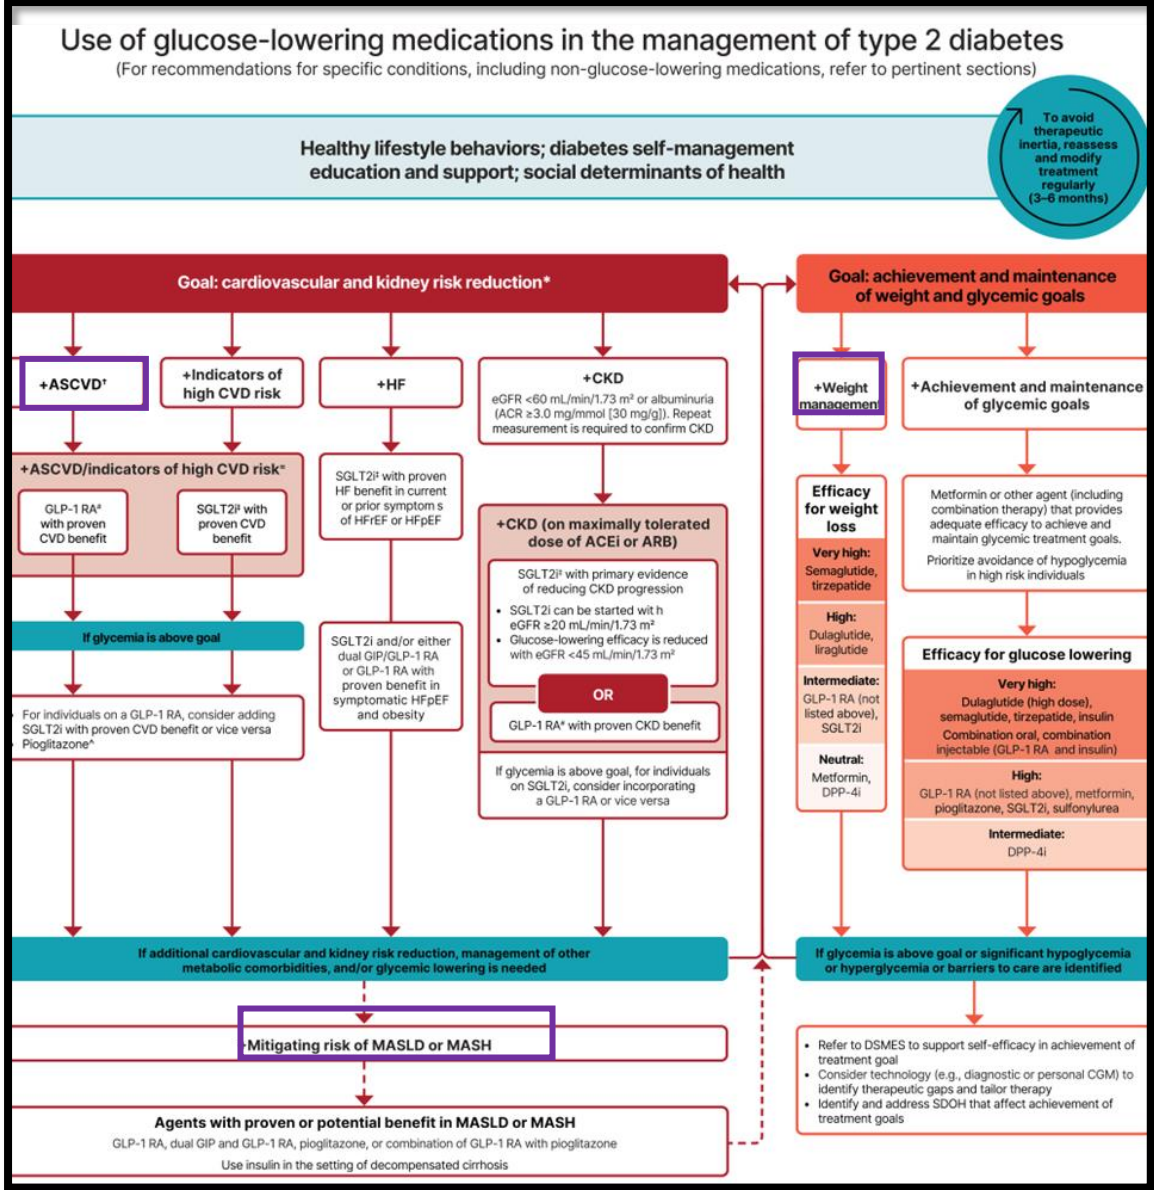 Use of glucose-lowering medications in the management of type 2 diabetes
(For recommendations for specific conditions, including non-glucose-lowering medications, refer to pertinent sections)
To avoid
therapeutic
inertia, reassess
and modify
treatment
regularly
(3–6 months)
Healthy lifestyle behaviors; diabetes self-management
education and support; social determinants of health
Goal: cardiovascular and kidney risk reduction*
+ASCVD†
+Indicators of
high CVD risk
+HF
+CKD
eGFR <60 mL/min/1.73 m² or albuminuria
(ACR ≥3.0 mg/mmol [30 mg/g]). Repeat
measurement is required to confirm CKD
+ASCVD/indicators of high CVD risk*
GLP-1 RA#
with proven
CVD benefit
SGLT2i‡ with
proven CVD
benefit
If glycemia is above goal
For individuals on a GLP-1 RA, consider adding
SGLT2i with proven CVD benefit or vice versa
Pioglitazone^
SGLT2i‡ with proven
HF benefit in current
or prior symptom s
of HFrEF or HFpEF
SGLT2i and/or either
dual GIP/GLP-1 RA
or GLP-1 RA with
proven benefit in
symptomatic HFpEF
and obesity
+CKD (on maximally tolerated
dose of ACEi or ARB)
SGLT2i‡ with primary evidence
of reducing CKD progression
• SGLT2i can be started wit h
eGFR ≥20 mL/min/1.73 m²
• Glucose-lowering efficacy is reduced
with eGFR <45 mL/min/1.73 m²
OR
GLP-1 RA# with proven CKD benefit
If glycemia is above goal, for individuals
on SGLT2i, consider incorporating
a GLP-1 RA or vice versa
If additional cardiovascular and kidney risk reduction, management of other
metabolic comorbidities, and/or glycemic lowering is needed
+Mitigating risk of MASLD or MASH
Agents with proven or potential benefit in MASLD or MASH
GLP-1 RA, dual GIP and GLP-1 RA, pioglitazone, or combination of GLP-1 RA with pioglitazone
Use insulin in the setting of decompensated cirrhosis
Goal: achievement and maintenance
of weight and glycemic goals
+Weight
management
+Achievement and maintenance
of glycemic goals
Efficacy
for weight
loss
Very high:
Semaglutide,
tirzepatide
High:
Dulaglutide,
liraglutide
Intermediate:
GLP-1 RA (not
listed above),
SGLT2i
Neutral:
Metformin,
DPP-4i
Metformin or other agent (including
combination therapy) that provides
adequate efficacy to achieve and
maintain glycemic treatment goals.
Prioritize avoidance of hypoglycemia
in high risk individuals
Efficacy for glucose lowering
Very high:
Dulaglutide (high dose),
semaglutide, tirzepatide, insulin
Combination oral, combination
injectable (GLP-1 RA and insulin)
High:
GLP-1 RA (not listed above), metformin,
pioglitazone, SGLT2i, sulfonylurea
Intermediate:
DPP-4i
If glycemia is above goal or significant hypoglycemia
or hyperglycemia or barriers to care are identified
• Refer to DSMES to support self-efficacy in achievement of
treatment goal
• Consider technology (e.g., diagnostic or personal CGM) to
identify therapeutic gaps and tailor therapy
• Identify and address SDOH that affect achievement of
treatment goals